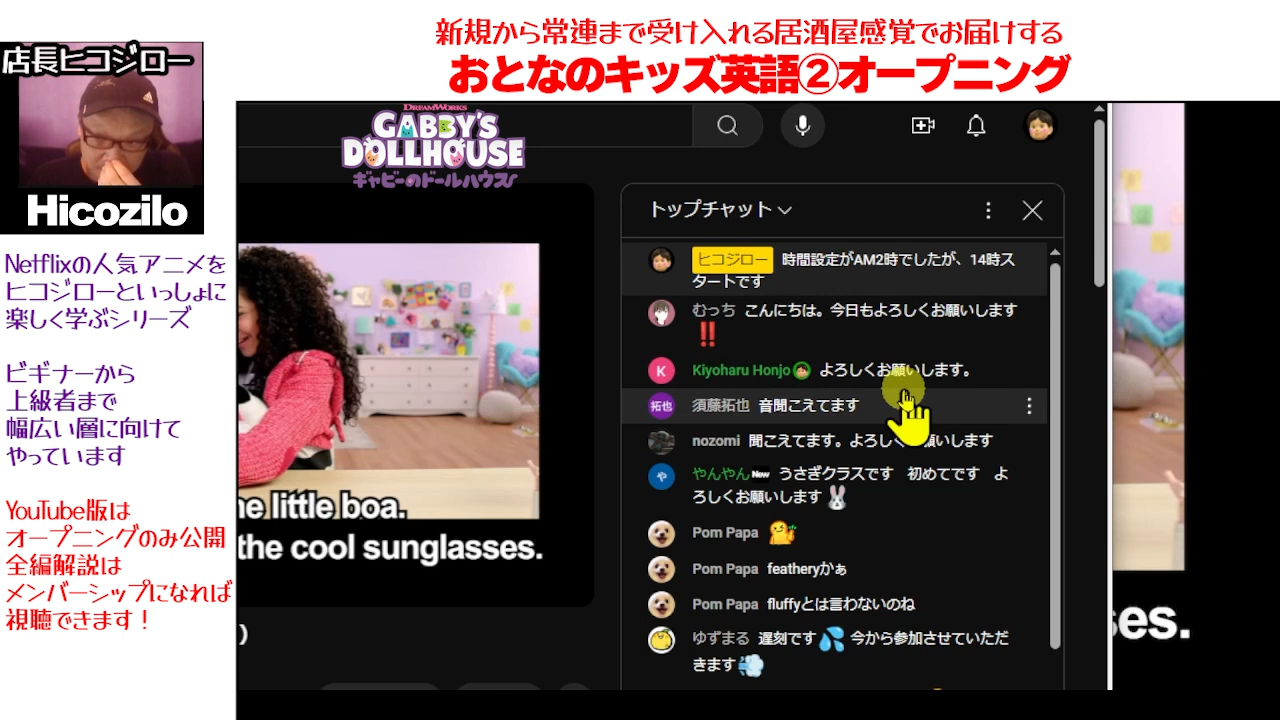 新規から常連まで受け入れる居酒屋感覚でお届けする
おとなのキッズ英語②オープニング
店長ヒコジロー
Hicozilo
Netflixの人気アニメを
ヒコジローといっしょに
楽しく学ぶシリーズ
ビギナーから
上級者まで
幅広い層に向けて
やっています
YouTube版は
オープニングのみ公開
全編解説は
メンバーシップになれば
視聴できます！
DREAMWORKS
GABBY'S
DOLLHOUSE
ギャビーのドールハウス
he little boa.
the cool sunglasses.
)
トップチャット
ヒコジロー 時間設定がAM2時でしたが、14時ス
タートです
むっち こんにちは。今日もよろしくお願いします
‼
K Kiyoharu Honjo よろしくお願いします。
拓也 須藤拓也 音聞こえてます
nozomi 聞こえてます。よろしくお願いします
や やんやん New うさぎクラスです 初めてです よ
ろしくお願いします🐰
Pom Papa
Pom Papa featheryかぁ
Pom Papa fluffyとは言わないのね
ゆずまる 遅刻です💦 今から参加させていただ
きます💨
ses.